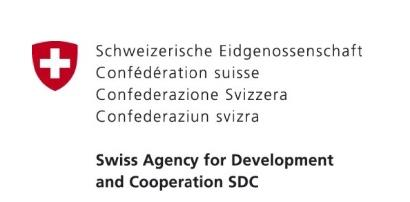 Schweizerische Eidgenossenschaft
Confédération suisse
Confederazione Svizzera
Confederaziun svizra
Swiss Agency for Development
and Cooperation SDC